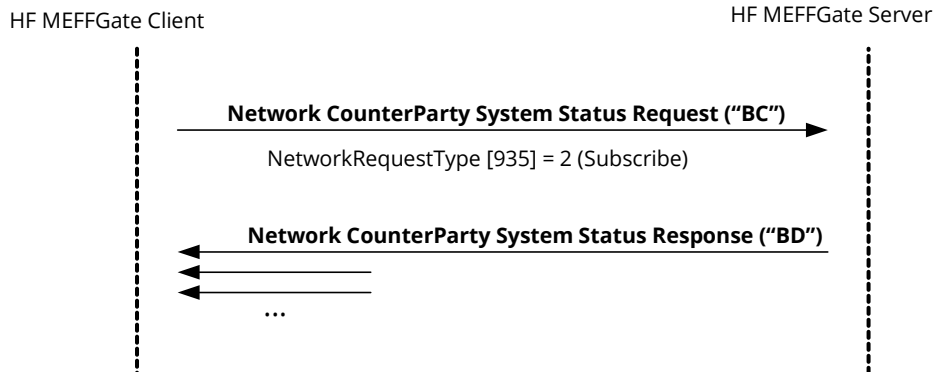 HF MEFFGate Client
HF MEFFGate Server
Network CounterParty System Status Request (“BC”)
NetworkRequestType [935] = 2 (Subscribe)
Network CounterParty System Status Response (“BD”)
...